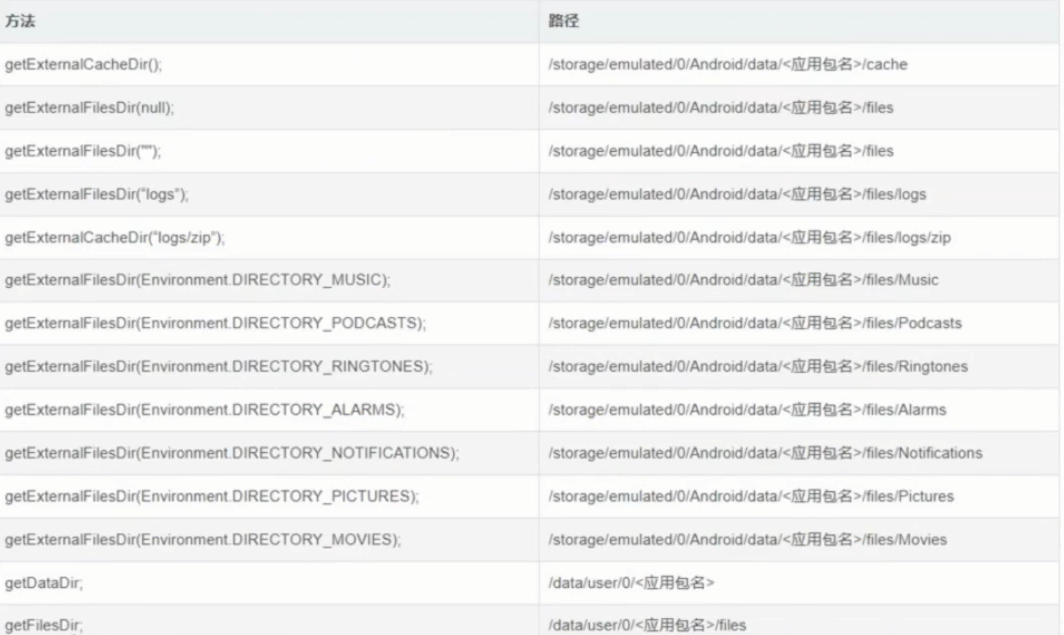 方法 路径
getExternalCacheDir(); /storage/emulated/0/Android/data/<应用包名>/cache
getExternalFilesDir(null); /storage/emulated/0/Android/data/<应用包名>/files
getExternalFilesDir(""); /storage/emulated/0/Android/data/<应用包名>/files
getExternalFilesDir("logs"); /storage/emulated/0/Android/data/<应用包名>/files/logs
getExternalCacheDir("logs/zip"); /storage/emulated/0/Android/data/<应用包名>/files/logs/zip
getExternalFilesDir(Environment.DIRECTORY_MUSIC); /storage/emulated/0/Android/data/<应用包名>/files/Music
getExternalFilesDir(Environment.DIRECTORY_PODCASTS); /storage/emulated/0/Android/data/<应用包名>/files/Podcasts
getExternalFilesDir(Environment.DIRECTORY_RINGTONES); /storage/emulated/0/Android/data/<应用包名>/files/Ringtones
getExternalFilesDir(Environment.DIRECTORY_ALARMS); /storage/emulated/0/Android/data/<应用包名>/files/Alarms
getExternalFilesDir(Environment.DIRECTORY_NOTIFICATIONS); /storage/emulated/0/Android/data/<应用包名>/files/Notifications
getExternalFilesDir(Environment.DIRECTORY_PICTURES); /storage/emulated/0/Android/data/<应用包名>/files/Pictures
getExternalFilesDir(Environment.DIRECTORY_MOVIES); /storage/emulated/0/Android/data/<应用包名>/files/Movies
getDataDir; /data/user/0/<应用包名>
getFilesDir; /data/user/0/<应用包名>/files